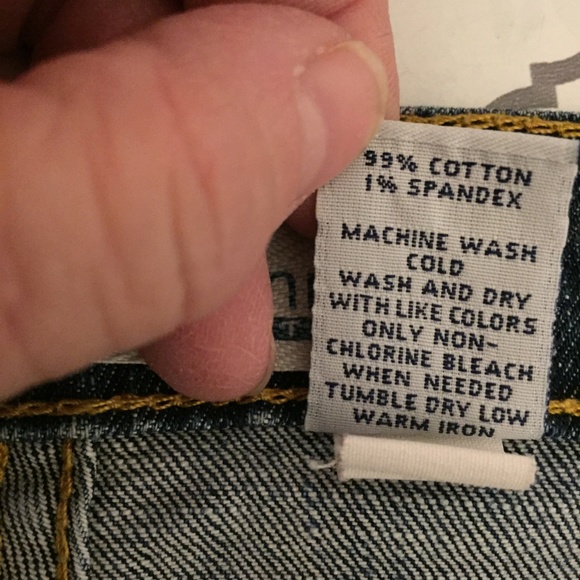 99% COTTON
1% SPANDEX
MACHINE WASH
COLD
WASH AND DRY
WITH LIKE COLORS
ONLY NON-
CHLORINE BLEACH
WHEN NEEDED
TUMBLE DRY LOW
WARM IRON